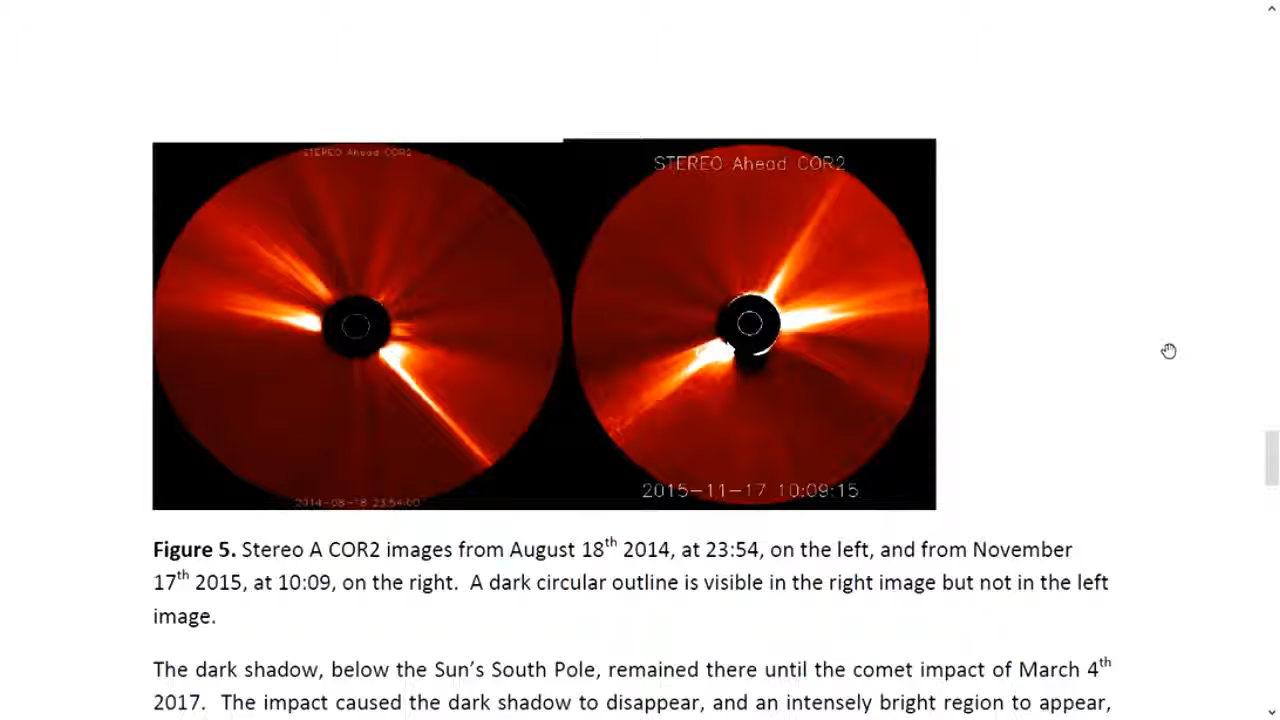 STEREO Ahead COR2
STEREO Ahead COR2
2014-08-18 23:54:00
2015-11-17 10:09:15
Figure 5. Stereo A COR2 images from August 18th 2014, at 23:54, on the left, and from November
17th 2015, at 10:09, on the right. A dark circular outline is visible in the right image but not in the left
image.
The dark shadow, below the Sun's South Pole, remained there until the comet impact of March 4th
2017. The impact caused the dark shadow to disappear, and an intensely bright region to appear,